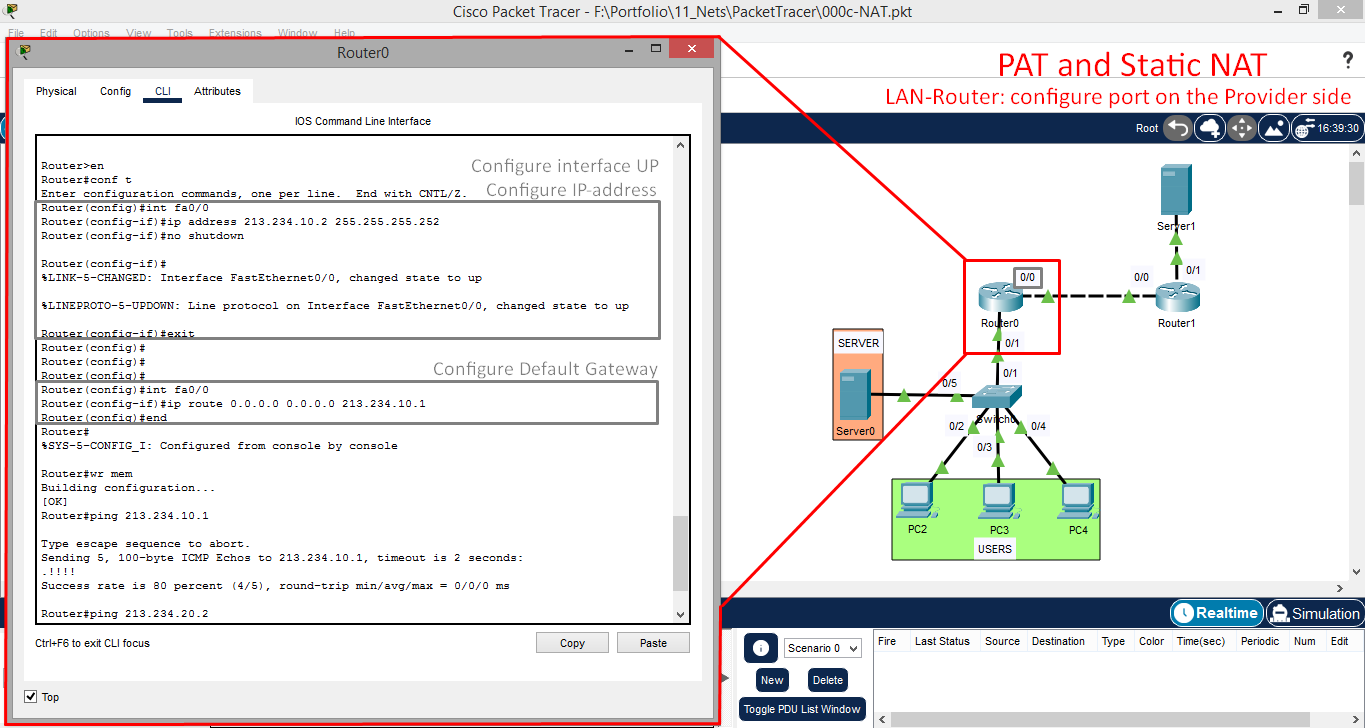 Cisco Packet Tracer - F:\Portfolio\11_Nets\PacketTracer\000c-NAT.pkt
File Edit Options View Tools Extensions Window Help
Router0
Physical Config CLI Attributes
IOS Command Line Interface
Router>en
Configure interface UP
Router#conf t
Enter configuration commands, one per line. End with CNTL/Z.
Configure IP-address
Router(config)#int fa0/0
Router(config-if)#ip address 213.234.10.2 255.255.255.252
Router(config-if)#no shutdown
Router(config-if)#
%LINK-5-CHANGED: Interface FastEthernet0/0, changed state to up
%LINEPROTO-5-UPDOWN: Line protocol on Interface FastEthernet0/0, changed state to up
Router(config-if)#exit
Router(config)#
Router(config)#
Router(config)#
Configure Default Gateway
Router(config)#int fa0/0
Router(config-if)#ip route 0.0.0.0 0.0.0.0 213.234.10.1
Router(config)#end
Router#
%SYS-5-CONFIG_I: Configured from console by console
Router#wr mem
Building configuration...
[OK]
Router#ping 213.234.10.1
Type escape sequence to abort.
Sending 5, 100-byte ICMP Echos to 213.234.10.1, timeout is 2 seconds:
.!!!!
Success rate is 80 percent (4/5), round-trip min/avg/max = 0/0/0 ms
Router#ping 213.234.20.2
Ctrl+F6 to exit CLI focus
Copy
Paste
Top
PAT and Static NAT
?
LAN-Router: configure port on the Provider side
Root
16:39:30
Server1
0/1
0/0
0/0
Router0
Router1
0/1
SERVER
0/1
0/5
Server0
Switch0
0/2
0/4
0/3
PC2
PC3
PC4
USERS
Realtime
Simulation
Scenario 0
New
Delete
Toggle PDU List Window
Fire Last Status Source Destination Type Color Time(sec) Periodic Num Edit